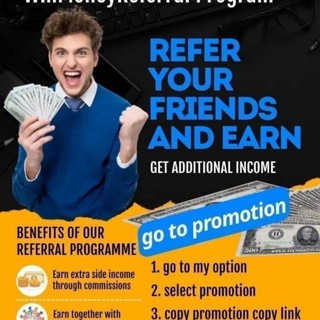 REFER
YOUR
FRIENDS
AND EARN
GET ADDITIONAL INCOME
go to promotion
BENEFITS OF OUR
REFERRAL PROGRAMME
Earn extra side income
through commissions
Earn together with
1. go to my option
2. select promotion
3. copy promotion copy link
500